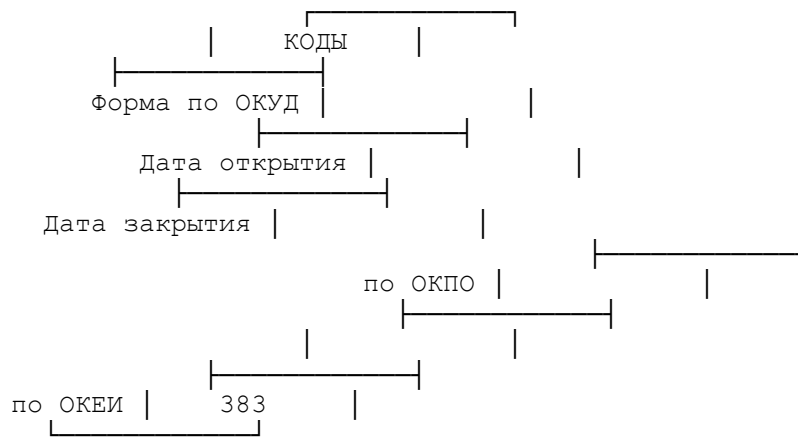 КОДЫ
Форма по ОКУД
Дата открытия
Дата закрытия
по ОКПО
по ОКЕИ 383